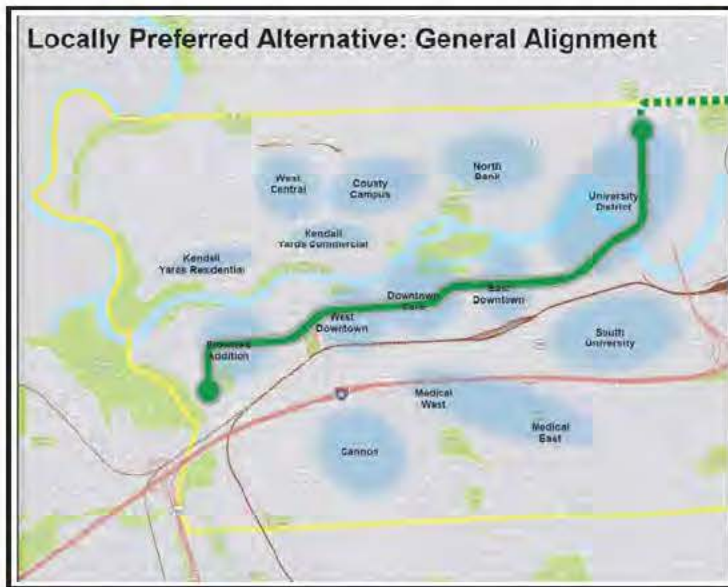 Locally Preferred Alternative: General Alignment
West
Central
County
Campus
North
Bank
University
District
Kendall
Yards Commercial
Kendall
Yards Residential
Downtown
East
Downtown
West
Downtown
Addition
South
University
Medical
West
Medical
East
Cannon